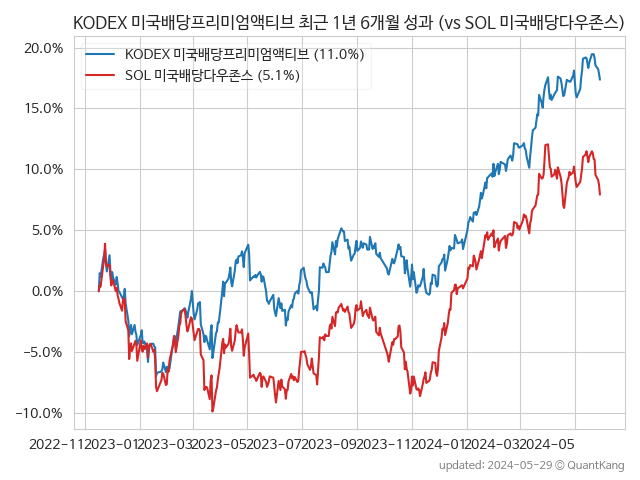 KODEX 미국배당프리미엄액티브 최근 1년 6개월 성과 (vs SOL 미국배당다우존스)
KODEX 미국배당프리미엄액티브 (11.0%)
SOL 미국배당다우존스 (5.1%)
20.0%
15.0%
10.0%
5.0%
0.0%
−5.0%
−10.0%
2022-11 2023-01 2023-03 2023-05 2023-07 2023-09 2023-11 2024-01 2024-03 2024-05
updated: 2024-05-29 © QuantKang